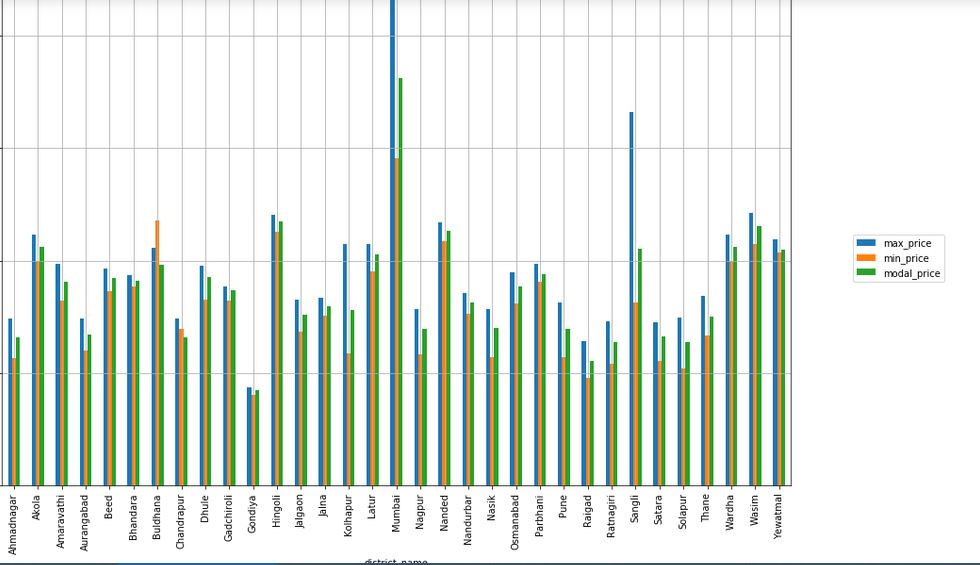 max_price
min_price
modal_price
Ahmadnagar
Akola
Amaravathi
Aurangabad
Beed
Bhandara
Buldhana
Chandrapur
Dhule
Gadchiroli
Gondiya
Hingoli
Jalgaon
Jalna
Kolhapur
Latur
Mumbai
Nagpur
Nanded
Nandurbar
Nasik
Osmanabad
Parbhani
Pune
Raigad
Ratnagiri
Sangli
Satara
Solapur
Thane
Wardha
Wasim
Yewatmal
district_name